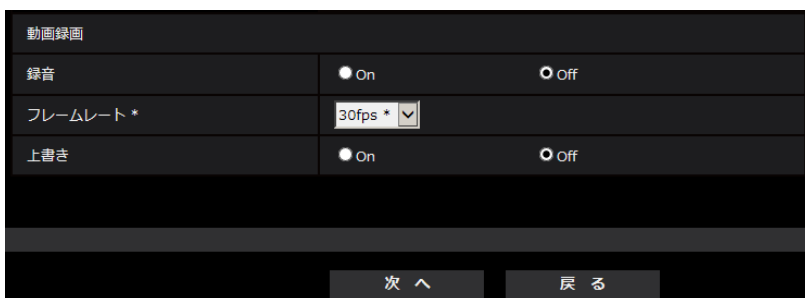 動画録画
録音 On Off
フレームレート * 30fps *
上書き On Off
次 へ 戻 る